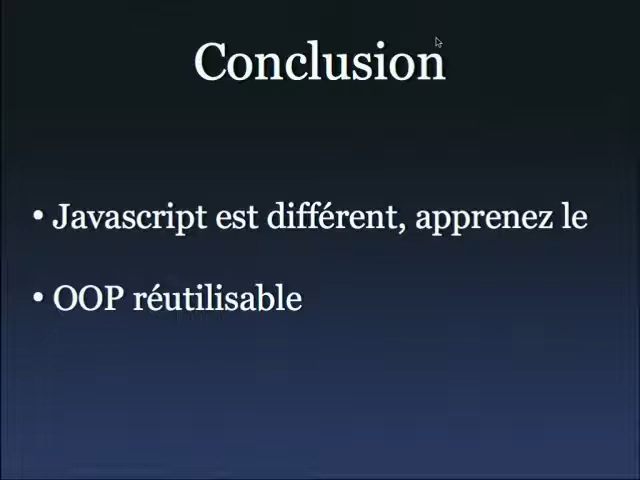 Conclusion
• Javascript est différent, apprenez le
• OOP réutilisable